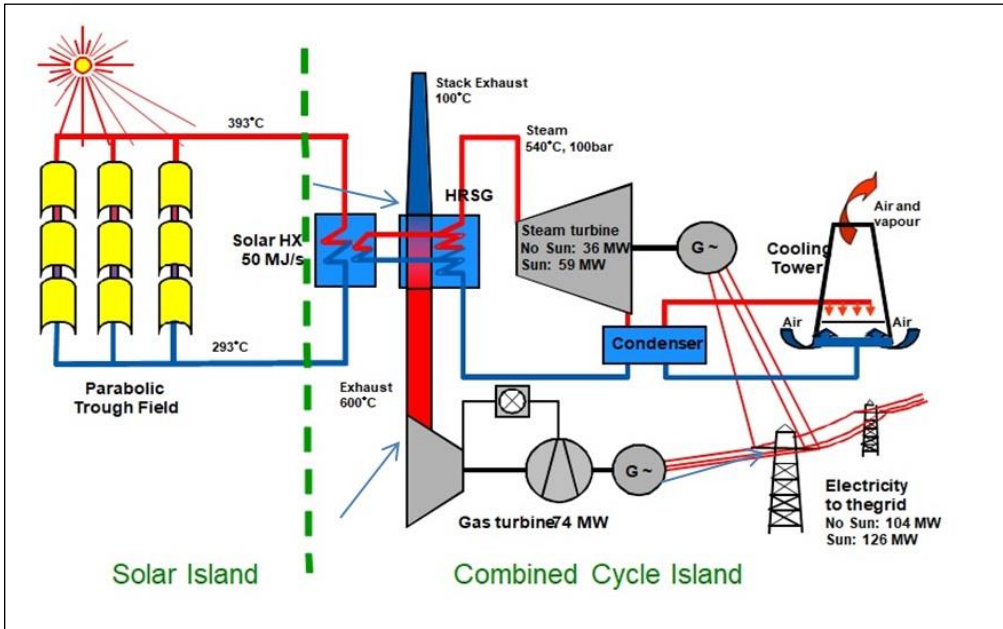 Stack Exhaust
100°C
393°C
Steam
540°C, 100bar
HRSG
Air and
vapour
Solar HX
50 MJ/s
Steam turbine
No Sun: 36 MW
Sun: 59 MW
G ~
Cooling
Tower
Air
Air
Condenser
293°C
Parabolic
Trough Field
Exhaust
600°C
G ~
Gas turbine74 MW
Electricity
to thegrid
No Sun: 104 MW
Sun: 126 MW
Solar Island
Combined Cycle Island